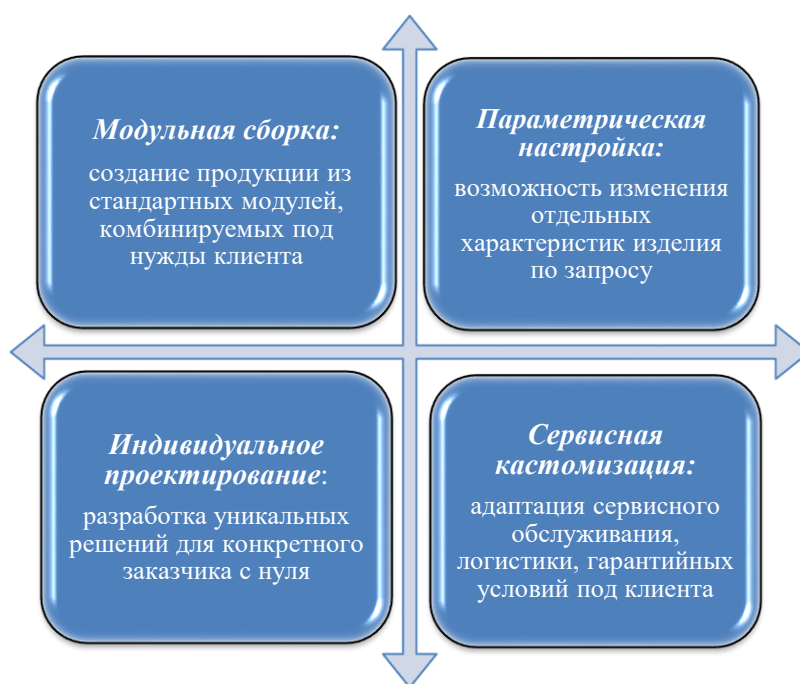 Модульная сборка:
создание продукции из
стандартных модулей,
комбинируемых под
нужды клиента
Параметрическая
настройка:
возможность изменения
отдельных
характеристик изделия
по запросу
Индивидуальное
проектирование:
разработка уникальных
решений для конкретного
заказчика с нуля
Сервисная
кастомизация:
адаптация сервисного
обслуживания,
логистики, гарантийных
условий под клиента